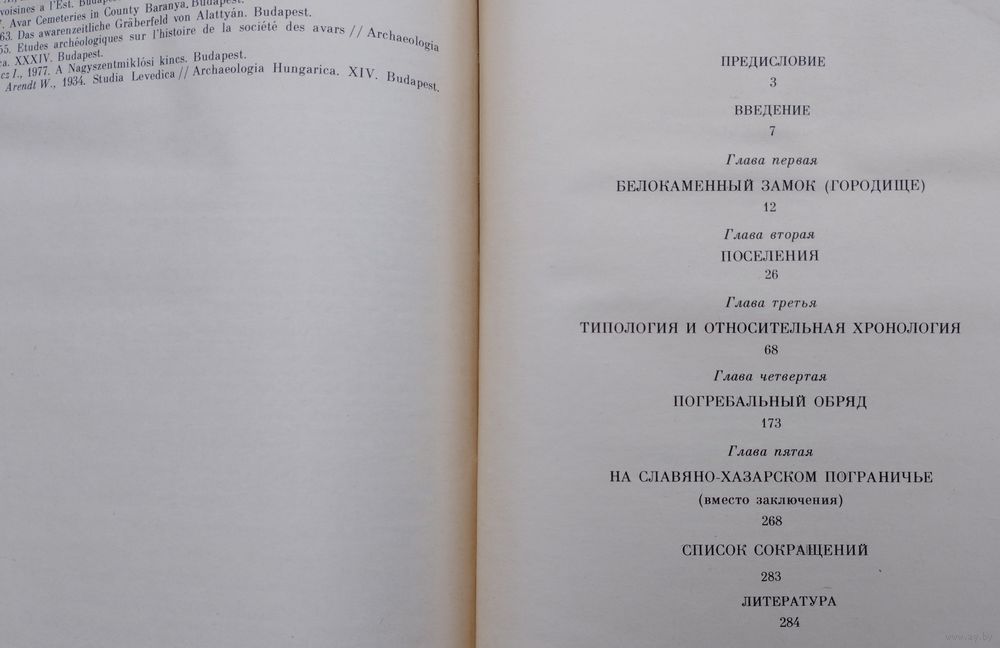 voisines a l'Est.
Avar Cemeteries in County Baranya. Budapest.
63. Das awarenzeitliche Gräberfeld von Alattyán. Budapest.
55. Etudes archéologiques sur l'histoire de la société des avars // Archaeologia
ca. XXXIV. Budapest.
cz I., 1977. A Nagyszentmiklósi kincs. Budapest.
Arendt W., 1934. Studia Levedica // Archaeologia Hungarica. XIV. Budapest.
ПРЕДИСЛОВИЕ
3
ВВЕДЕНИЕ
7
Глава первая
БЕЛОКАМЕННЫЙ ЗАМОК (ГОРОДИЩЕ)
12
Глава вторая
ПОСЕЛЕНИЯ
26
Глава третья
ТИПОЛОГИЯ И ОТНОСИТЕЛЬНАЯ ХРОНОЛОГИЯ
68
Глава четвертая
ПОГРЕБАЛЬНЫЙ ОБРЯД
173
Глава пятая
НА СЛАВЯНО-ХАЗАРСКОМ ПОГРАНИЧЬЕ
(вместо заключения)
268
СПИСОК СОКРАЩЕНИЙ
283
ЛИТЕРАТУРА
284
www.ay.by